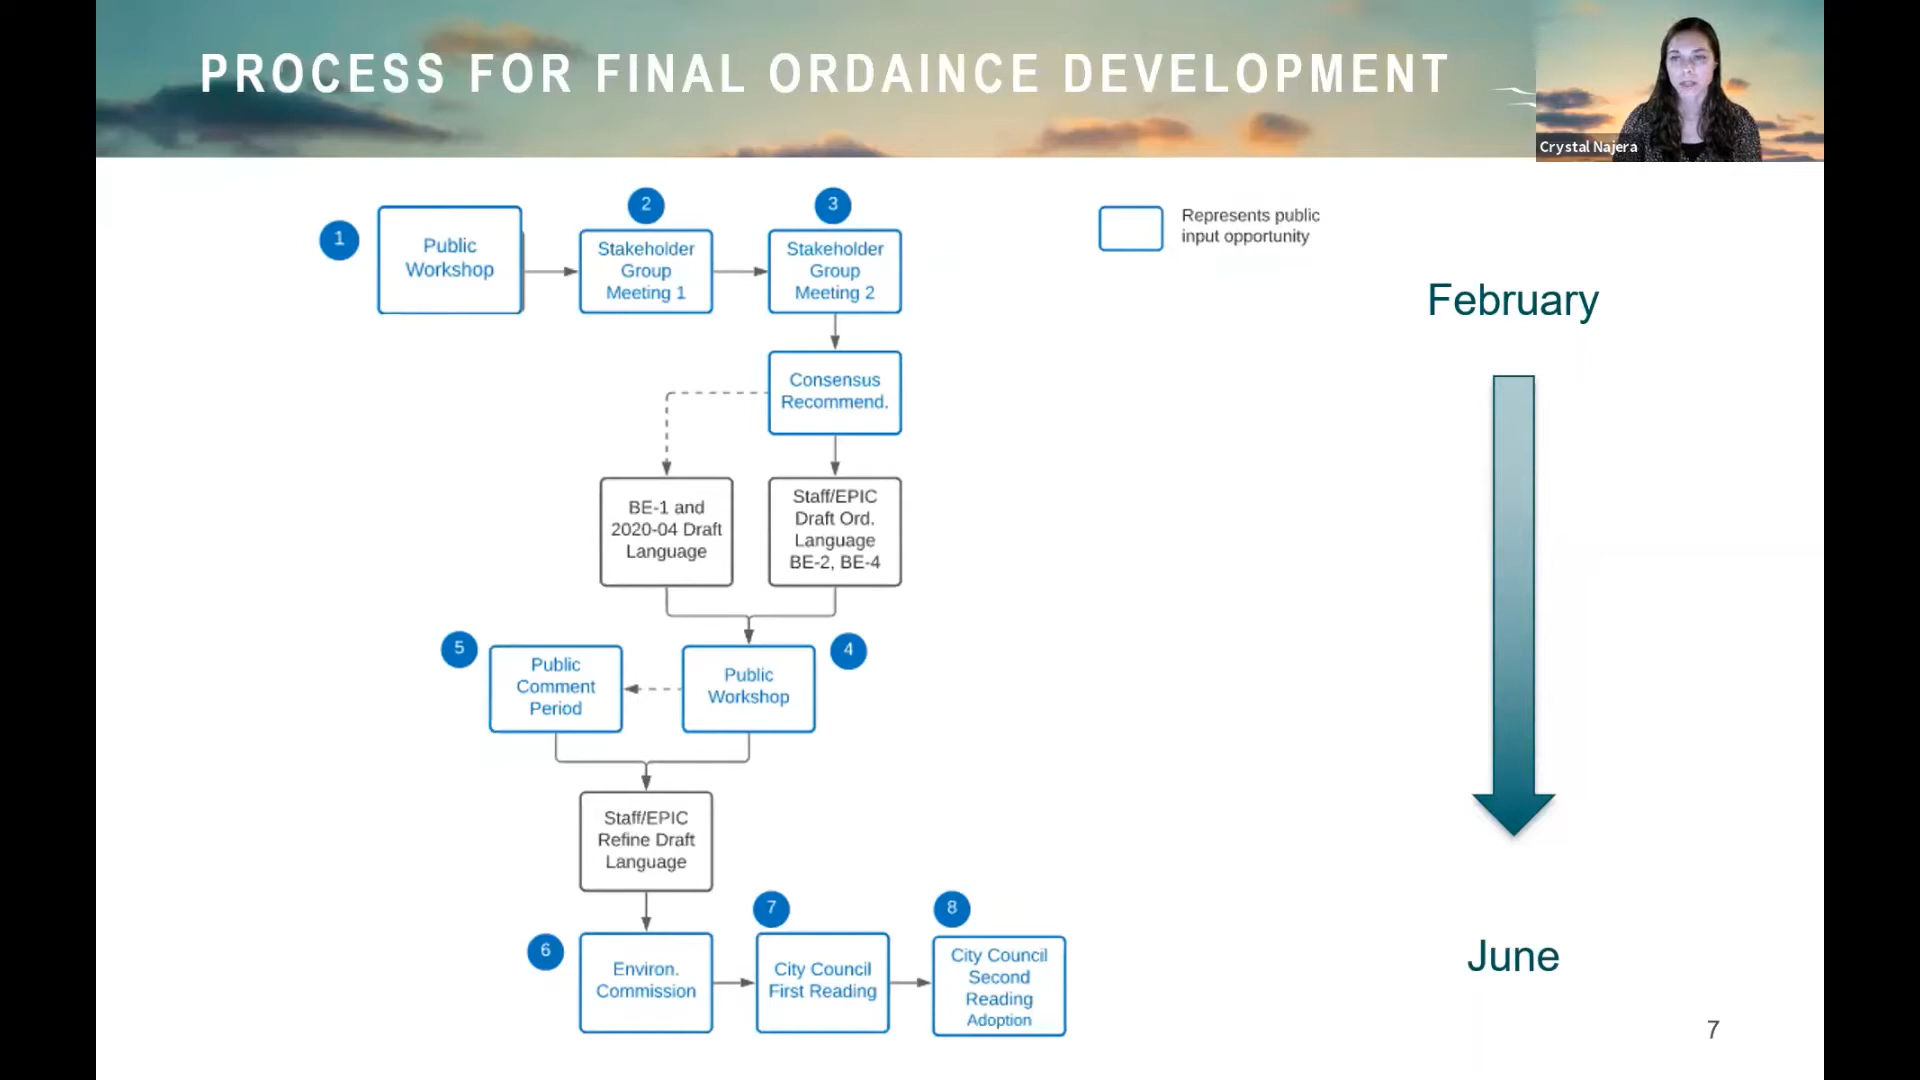 PROCESS FOR FINAL ORDAINCE DEVELOPMENT
Crystal Najera
1
Public
Workshop
2
Stakeholder
Group
Meeting 1
3
Stakeholder
Group
Meeting 2
Represents public
input opportunity
February
Consensus
Recommend.
BE-1 and
2020-04 Draft
Language
Staff/EPIC
Draft Ord.
Language
BE-2, BE-4
5
Public
Comment
Period
4
Public
Workshop
Staff/EPIC
Refine Draft
Language
6
Environ.
Commission
7
City Council
First Reading
8
City Council
Second
Reading
Adoption
June
7